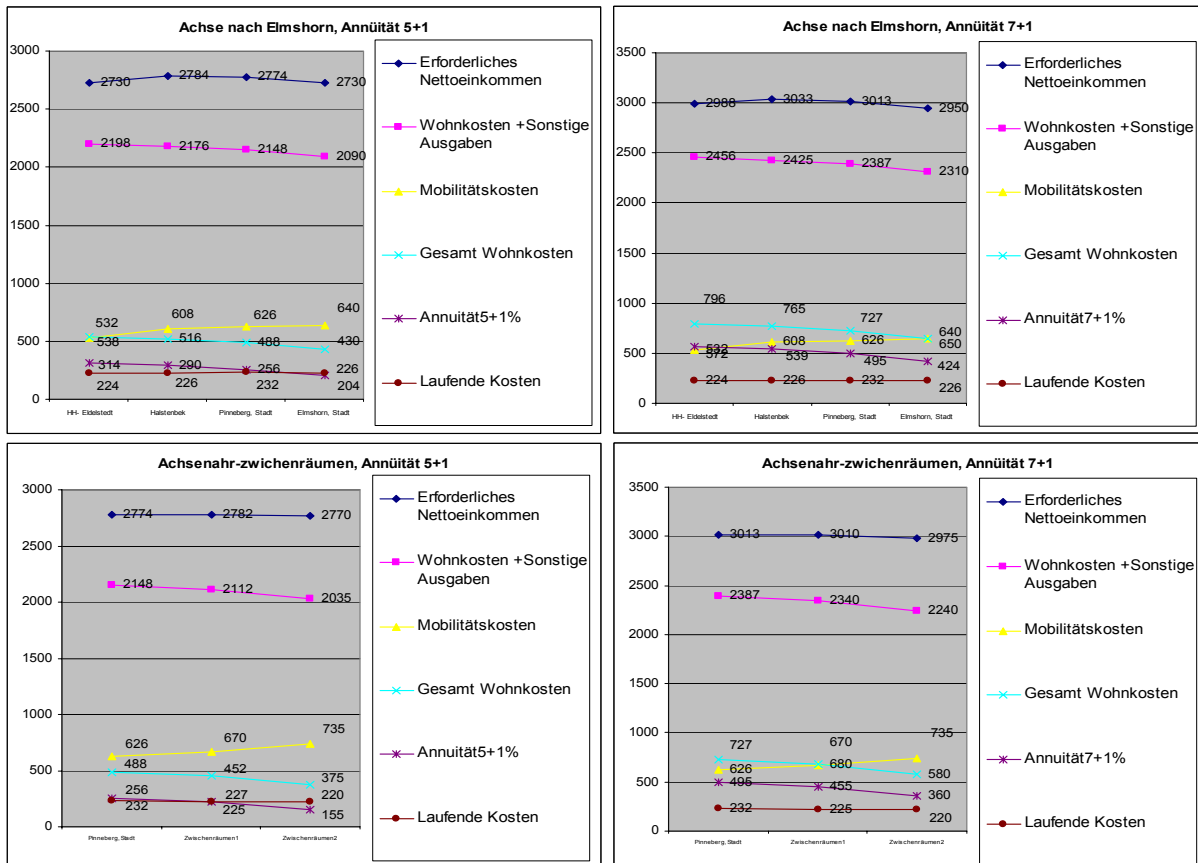 Achse nach Elmshorn, Annüität 5+1
3000
2500
2000
1500
1000
500
0
2730 2784 2774 2730
2198 2176 2148 2090
532 608 626 640
538 516 488 430
314 290 256 226
224 226 232 204
HH- Eldelstedt Halstenbek Pinneberg, Stadt Elmshorn, Stadt
Erforderliches
Nettoeinkommen
Wohnkosten +Sonstige
Ausgaben
Mobilitätskosten
Gesamt Wohnkosten
Annuität5+1%
Laufende Kosten
Achse nach Elmshorn, Annüität 7+1
3500
3000
2500
2000
1500
1000
500
0
2988 3033 3013 2950
2456 2425 2387 2310
796 765 727 640
532 608 626 650
572 539 495 424
224 226 232 226
HH- Eldelstedt Halstenbek Pinneberg, Stadt Elmshorn, Stadt
Erforderliches
Nettoeinkommen
Wohnkosten +Sonstige
Ausgaben
Mobilitätskosten
Gesamt Wohnkosten
Annuität7+1%
Laufende Kosten
Achsenahr-zwichenräumen, Annüität 5+1
3000
2500
2000
1500
1000
500
0
2774 2782 2770
2148 2112 2035
626 670 735
488 452 375
256 227 220
232 225 155
Pinneberg, Stadt Zwischenräumen1 Zwischenräumen2
Erforderliches
Nettoeinkommen
Wohnkosten +Sonstige
Ausgaben
Mobilitätskosten
Gesamt Wohnkosten
Annuität5+1%
Laufende Kosten
Achsenahr-zwichenräumen, Annüität 7+1
3500
3000
2500
2000
1500
1000
500
0
3013 3010 2975
2387 2340 2240
727 670 735
626 680 580
495 455 360
232 225 220
Pinneberg, Stadt Zwischenräumen1 Zwischenräumen2
Erforderliches
Nettoeinkommen
Wohnkosten +Sonstige
Ausgaben
Mobilitätskosten
Gesamt Wohnkosten
Annuität7+1%
Laufende Kosten